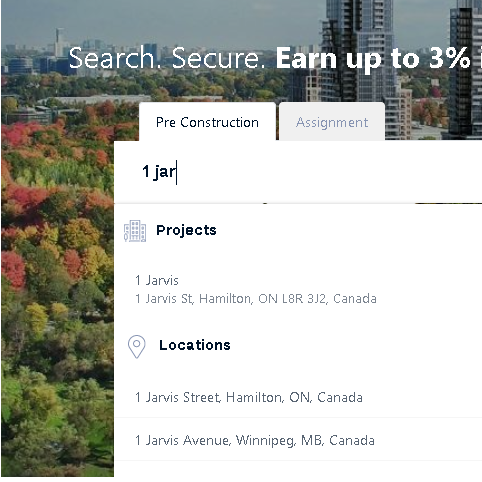 Search. Secure. Earn up to 3%
Pre Construction
Assignment
1 jar
Projects
1 Jarvis
1 Jarvis St, Hamilton, ON L8R 3J2, Canada
Locations
1 Jarvis Street, Hamilton, ON, Canada
1 Jarvis Avenue, Winnipeg, MB, Canada